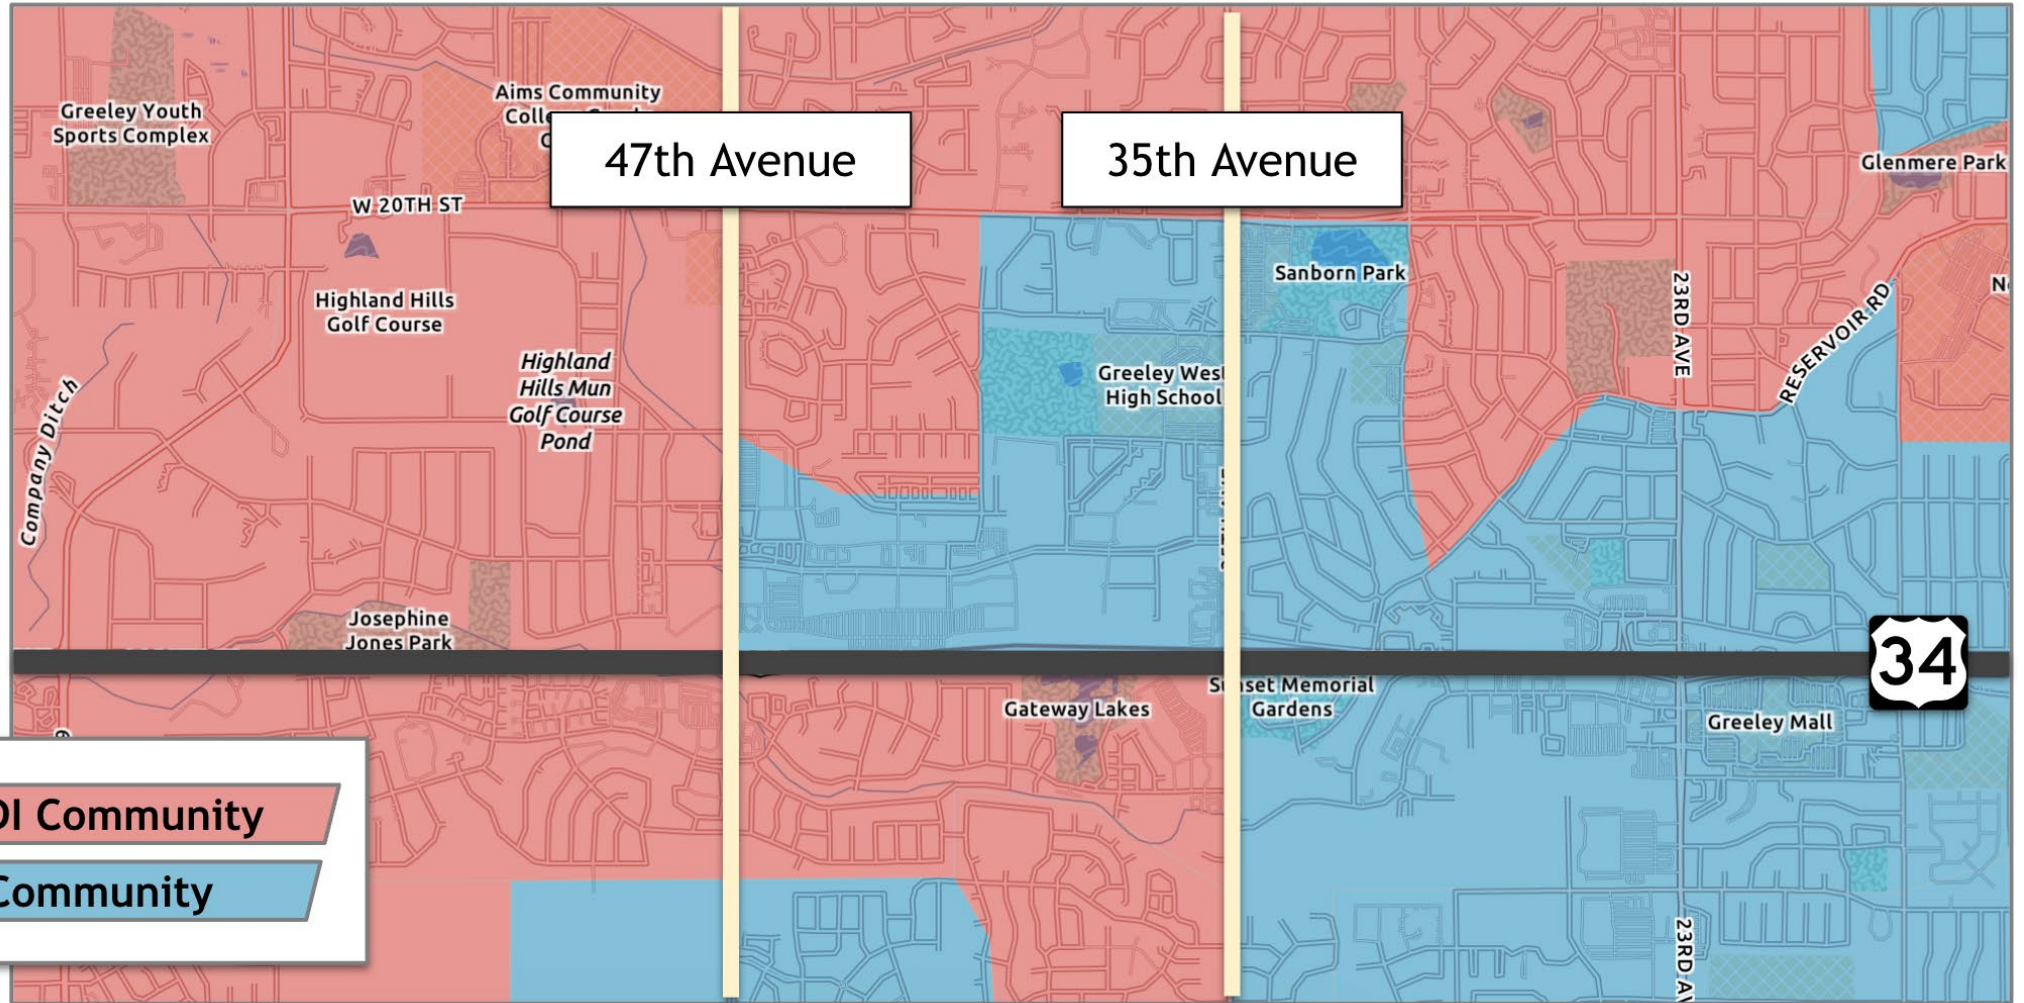 Greeley Youth
Sports Complex
Aims Community
47th Avenue
35th Avenue
Glenmere Park
W 20TH ST
Highland Hills
Golf Course
Sanborn Park
23RD AVE
RESERVOIR RD
Highland
Hills Mun
Golf Course
Pond
Greeley West
High School
Company Ditch
Josephine
Jones Park
34
Gateway Lakes
Sunset Memorial
Gardens
Greeley Mall
Community
Community
23RD